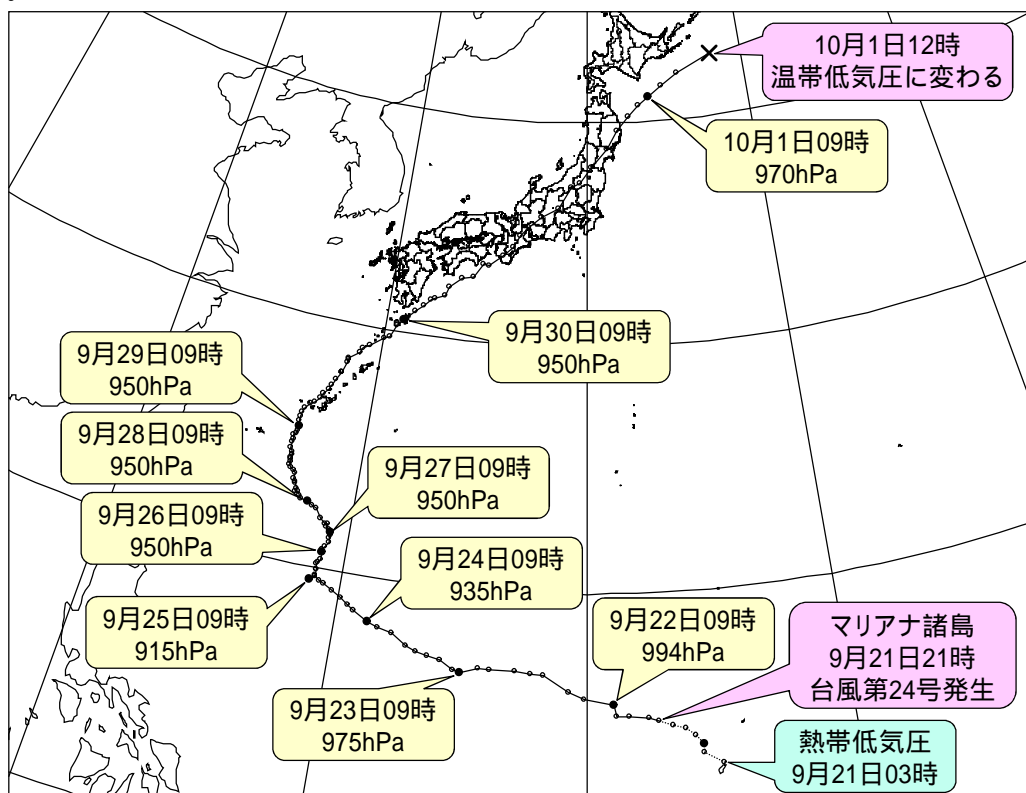 10月1日12時
温帯低気圧に変わる
10月1日09時
970hPa
9月30日09時
950hPa
9月29日09時
950hPa
9月28日09時
950hPa
9月27日09時
950hPa
9月26日09時
950hPa
9月24日09時
935hPa
9月25日09時
915hPa
9月22日09時
994hPa
マリアナ諸島
9月21日21時
台風第24号発生
9月23日09時
975hPa
熱帯低気圧
9月21日03時